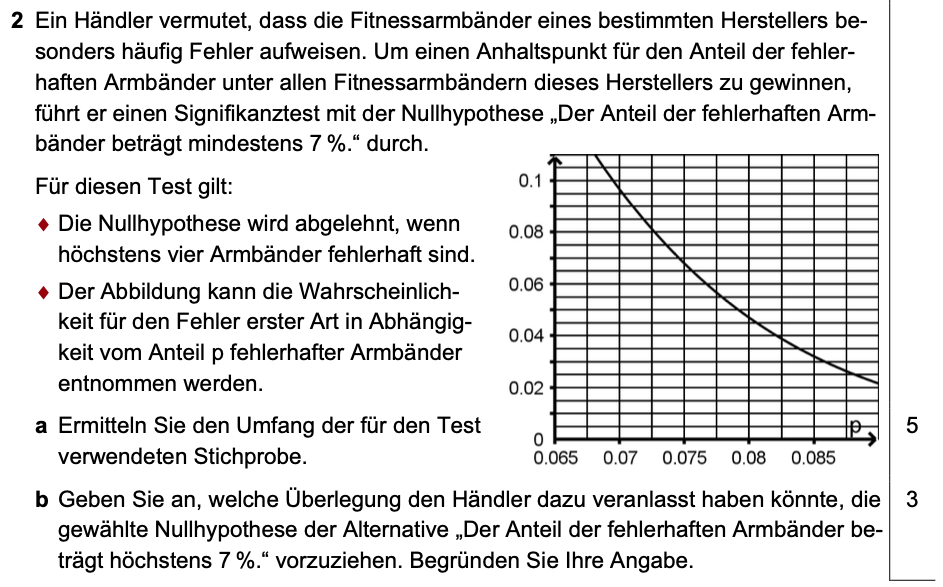 2 Ein Händler vermutet, dass die Fitnessarmbänder eines bestimmten Herstellers be-
sonders häufig Fehler aufweisen. Um einen Anhaltspunkt für den Anteil der fehler-
haften Armbänder unter allen Fitnessarmbändern dieses Herstellers zu gewinnen,
führt er einen Signifikanztest mit der Nullhypothese „Der Anteil der fehlerhaften Arm-
bänder beträgt mindestens 7 %.“ durch.
Für diesen Test gilt:
♦ Die Nullhypothese wird abgelehnt, wenn
höchstens vier Armbänder fehlerhaft sind.
♦ Der Abbildung kann die Wahrscheinlich-
keit für den Fehler erster Art in Abhängig-
keit vom Anteil p fehlerhafter Armbänder
entnommen werden.
0.1
0.08
0.06
0.04
0.02
0
p
0.065 0.07 0.075 0.08 0.085
a Ermitteln Sie den Umfang der für den Test 5
verwendeten Stichprobe.
b Geben Sie an, welche Überlegung den Händler dazu veranlasst haben könnte, die 3
gewählte Nullhypothese der Alternative „Der Anteil der fehlerhaften Armbänder be-
trägt höchstens 7 %.“ vorzuziehen. Begründen Sie Ihre Angabe.